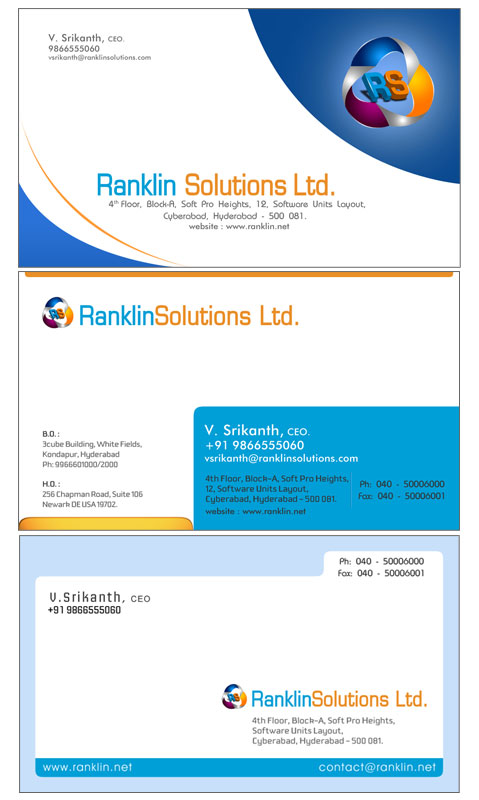 V. Srikanth, CEO.
9866555060
vsrikanth@ranklinsolutions.com
RS
Ranklin Solutions Ltd.
4th Floor, Block-A, Soft Pro Heights, 12, Software Units Layout,
Cyberabad, Hyderabad - 500 081.
website : www.ranklin.net
RS
RanklinSolutions Ltd.
B.O. :
3cube Building, White Fields,
Kondapur, Hyderabad
Ph: 9966601000/2000
H.O. :
256 Chapman Road, Suite 106
Newark DE USA 19702.
V. Srikanth, CEO.
+91 9866555060
vsrikanth@ranklinsolutions.com
4th Floor, Block-A, Soft Pro Heights,
12, Software Units Layout,
Cyberabad, Hyderabad - 500 081.
website : www.ranklin.net
Ph: 040 - 50006000
Fax: 040 - 50006001
Ph: 040 - 50006000
Fax: 040 - 50006001
V.Srikanth, CEO
+91 9866555060
RS
RanklinSolutions Ltd.
4th Floor, Block-A, Soft Pro Heights,
Software Units Layout,
Cyberabad, Hyderabad - 500 081.
www.ranklin.net
contact@ranklin.net